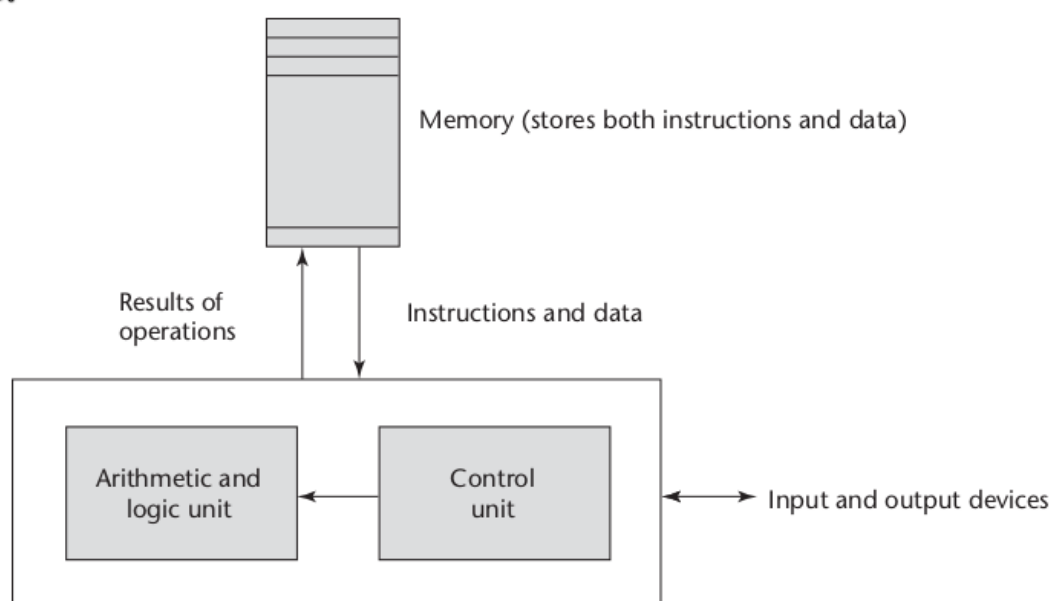 Memory (stores both instructions and data)
Results of
operations
Instructions and data
Arithmetic and
logic unit
Control
unit
Input and output devices